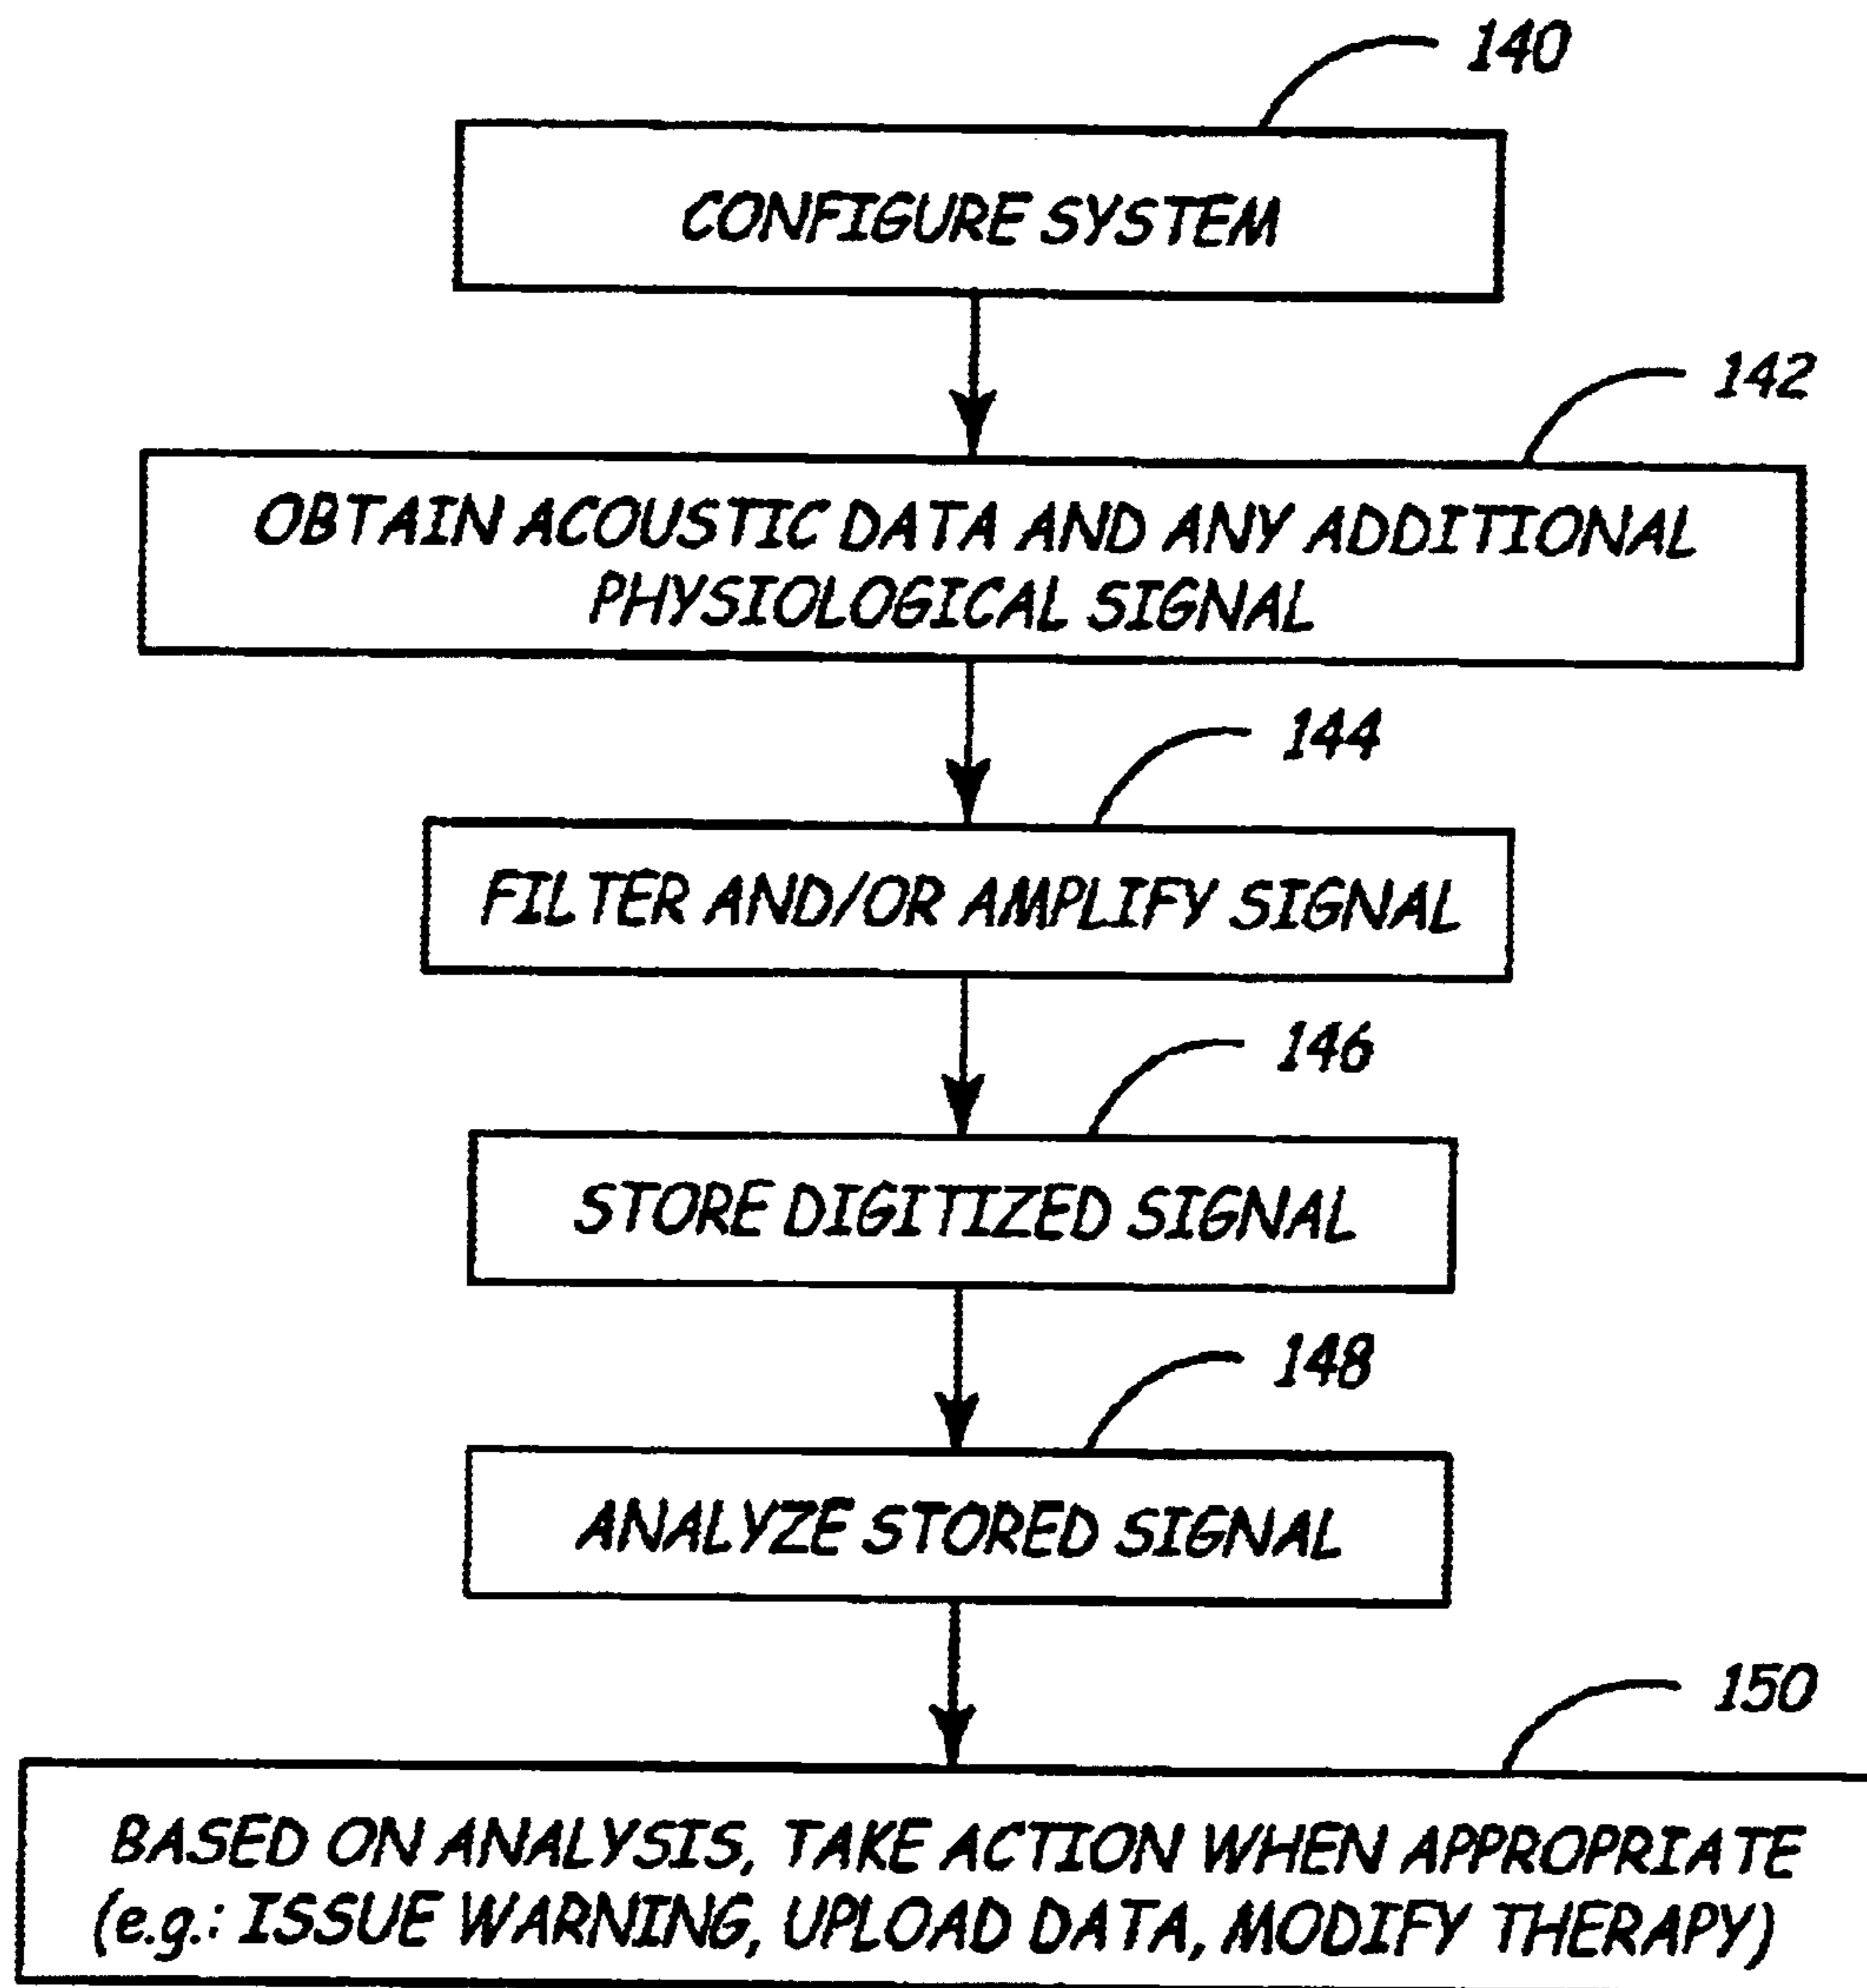 140
CONFIGURE SYSTEM
142
OBTAIN ACOUSTIC DATA AND ANY ADDITIONAL
PHYSIOLOGICAL SIGNAL
144
FILTER AND/OR AMPLIFY SIGNAL
146
STORE DIGITIZED SIGNAL
148
ANALYZE STORED SIGNAL
150
BASED ON ANALYSIS, TAKE ACTION WHEN APPROPRIATE
(e.g.: ISSUE WARNING, UPLOAD DATA, MODIFY THERAPY)